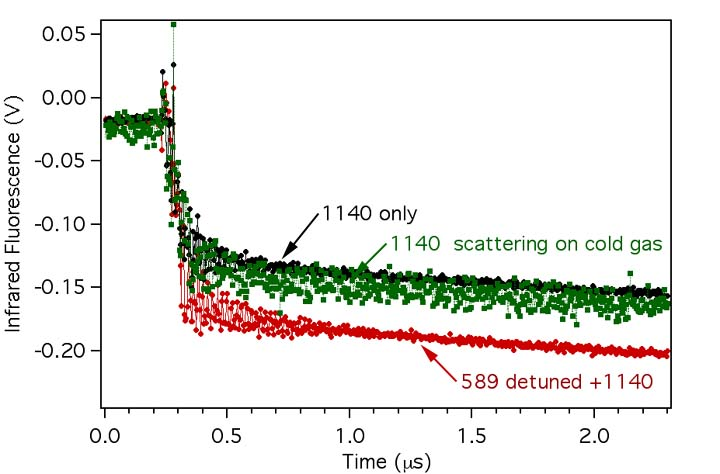 0.05
0.00
-0.05
-0.10
-0.15
-0.20
Infrared Fluorescence (V)
1140 only
1140 scattering on cold gas
589 detuned +1140
0.0
0.5
1.0
1.5
2.0
Time (μs)